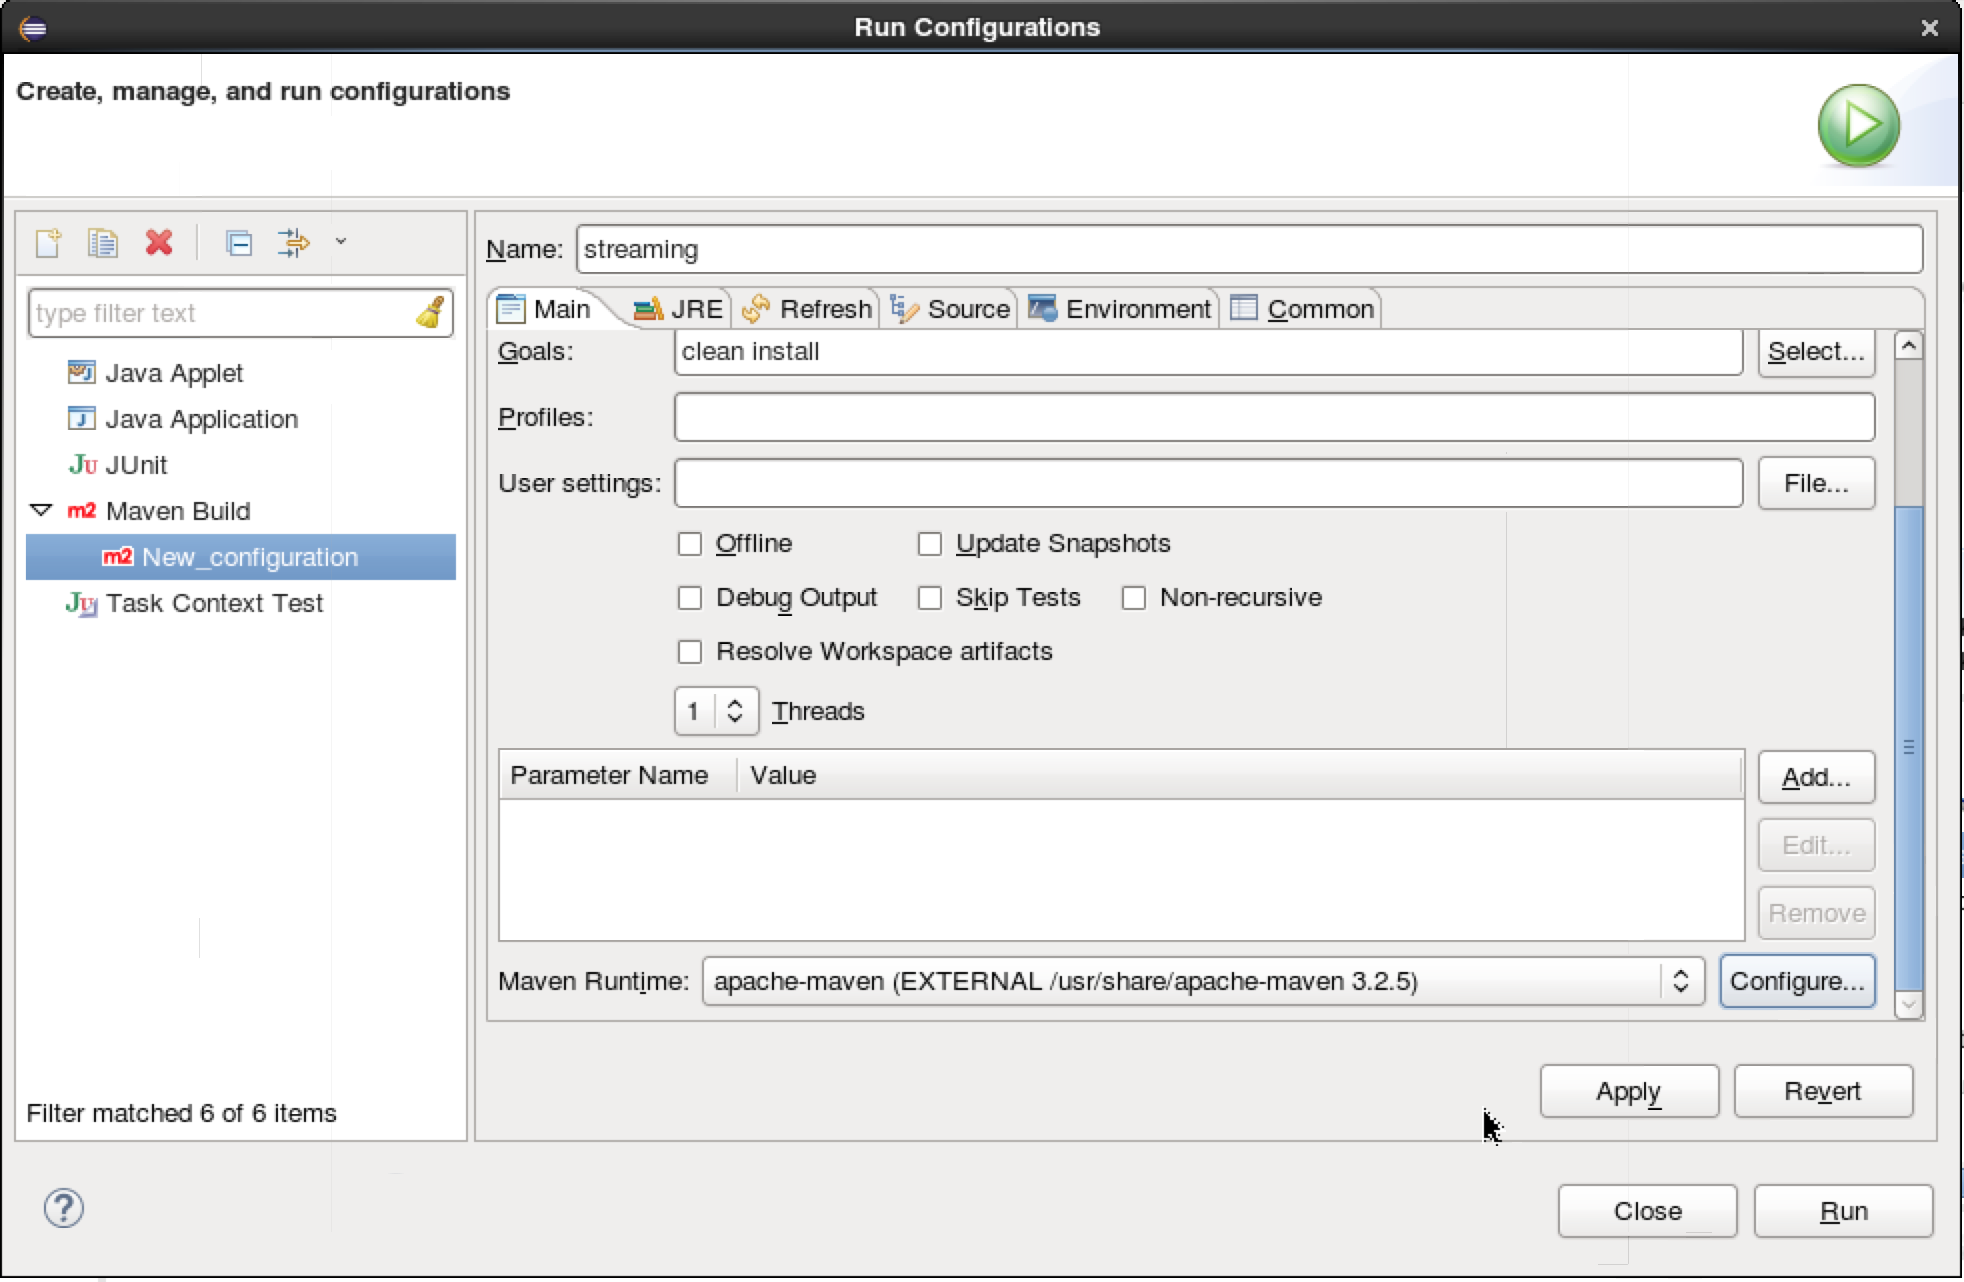 Run Configurations
Create, manage, and run configurations
type filter text
Java Applet
Java Application
Ju JUnit
m2 Maven Build
m2 New_configuration
Ju Task Context Test
Filter matched 6 of 6 items
Name: streaming
Main JRE Refresh Source Environment Common
Goals: clean install Select...
Profiles:
User settings: File...
Offline Update Snapshots
Debug Output Skip Tests Non-recursive
Resolve Workspace artifacts
1 Threads
Parameter Name Value Add...
Edit...
Remove
Maven Runtime: apache-maven (EXTERNAL /usr/share/apache-maven 3.2.5) Configure...
Apply Revert
? Close Run